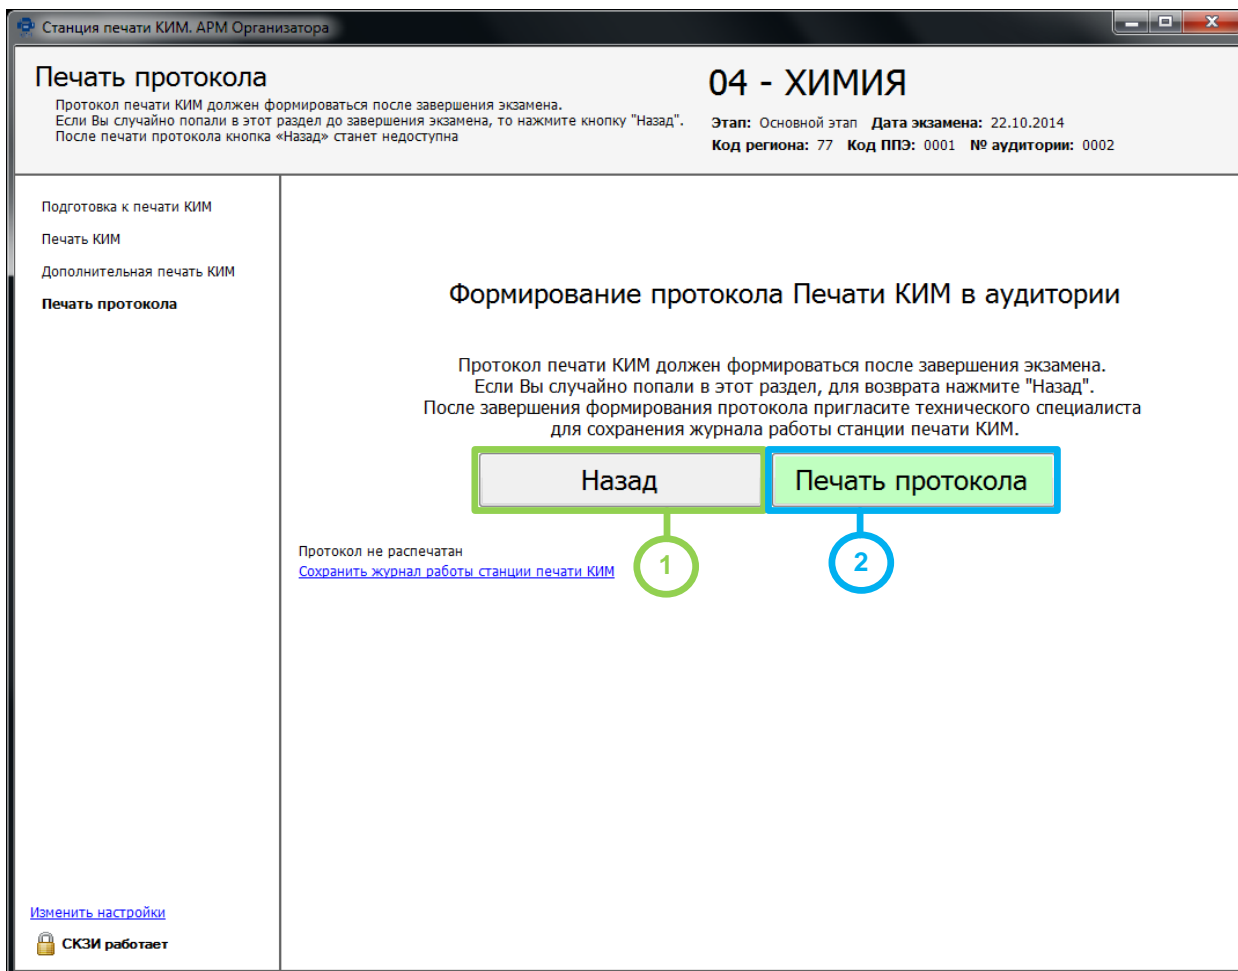 Станция печати КИМ. АРМ Организатора
Печать протокола
Протокол печати КИМ должен формироваться после завершения экзамена.
Если Вы случайно попали в этот раздел до завершения экзамена, то нажмите кнопку "Назад".
После печати протокола кнопка «Назад» станет недоступна
04 - ХИМИЯ
Этап: Основной этап Дата экзамена: 22.10.2014
Код региона: 77 Код ППЭ: 0001 № аудитории: 0002
Подготовка к печати КИМ
Печать КИМ
Дополнительная печать КИМ
Печать протокола
Формирование протокола Печати КИМ в аудитории
Протокол печати КИМ должен формироваться после завершения экзамена.
Если Вы случайно попали в этот раздел, для возврата нажмите "Назад".
После завершения формирования протокола пригласите технического специалиста
для сохранения журнала работы станции печати КИМ.
Назад
Печать протокола
1
2
Протокол не распечатан
Сохранить журнал работы станции печати КИМ
Изменить настройки
СКЗИ работает